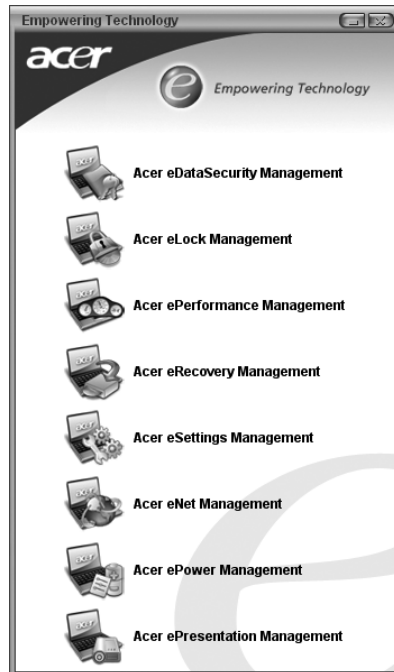 Empowering Technology
acer
e Empowering Technology
Acer eDataSecurity Management
Acer eLock Management
Acer ePerformance Management
Acer eRecovery Management
Acer eSettings Management
Acer eNet Management
Acer ePower Management
Acer ePresentation Management